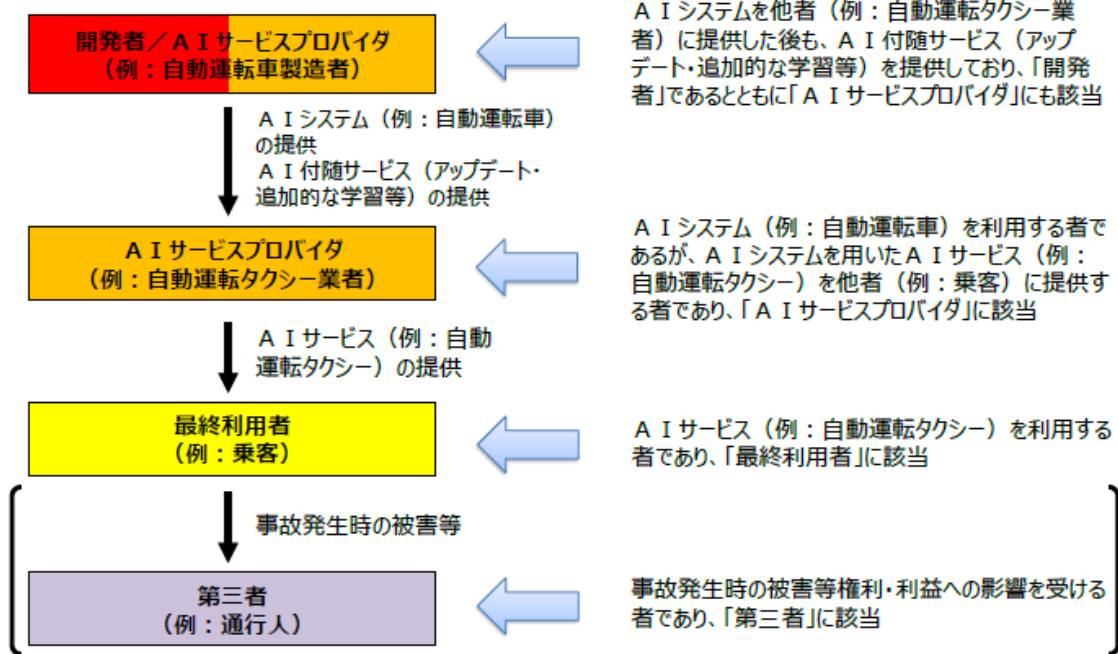 開発者／ＡＩサービスプロバイダ
（例：自動運転車製造者）
ＡＩシステムを他者（例：自動運転タクシー業
者）に提供した後も、ＡＩ付随サービス（アップ
デート・追加的な学習等）を提供しており、「開発
者」であるとともに「ＡＩサービスプロバイダ」にも該当
ＡＩシステム（例：自動運転車）
の提供
ＡＩ付随サービス（アップデート・
追加的な学習等）の提供
ＡＩサービスプロバイダ
（例：自動運転タクシー業者）
ＡＩシステム（例：自動運転車）を利用する者で
あるが、ＡＩシステムを用いたＡＩサービス（例：
自動運転タクシー）を他者（例：乗客）に提供す
る者であり、「ＡＩサービスプロバイダ」に該当
ＡＩサービス（例：自動
運転タクシー）の提供
最終利用者
（例：乗客）
ＡＩサービス（例：自動運転タクシー）を利用する
者であり、「最終利用者」に該当
事故発生時の被害等
第三者
（例：通行人）
事故発生時の被害等権利・利益への影響を受ける
者であり、「第三者」に該当